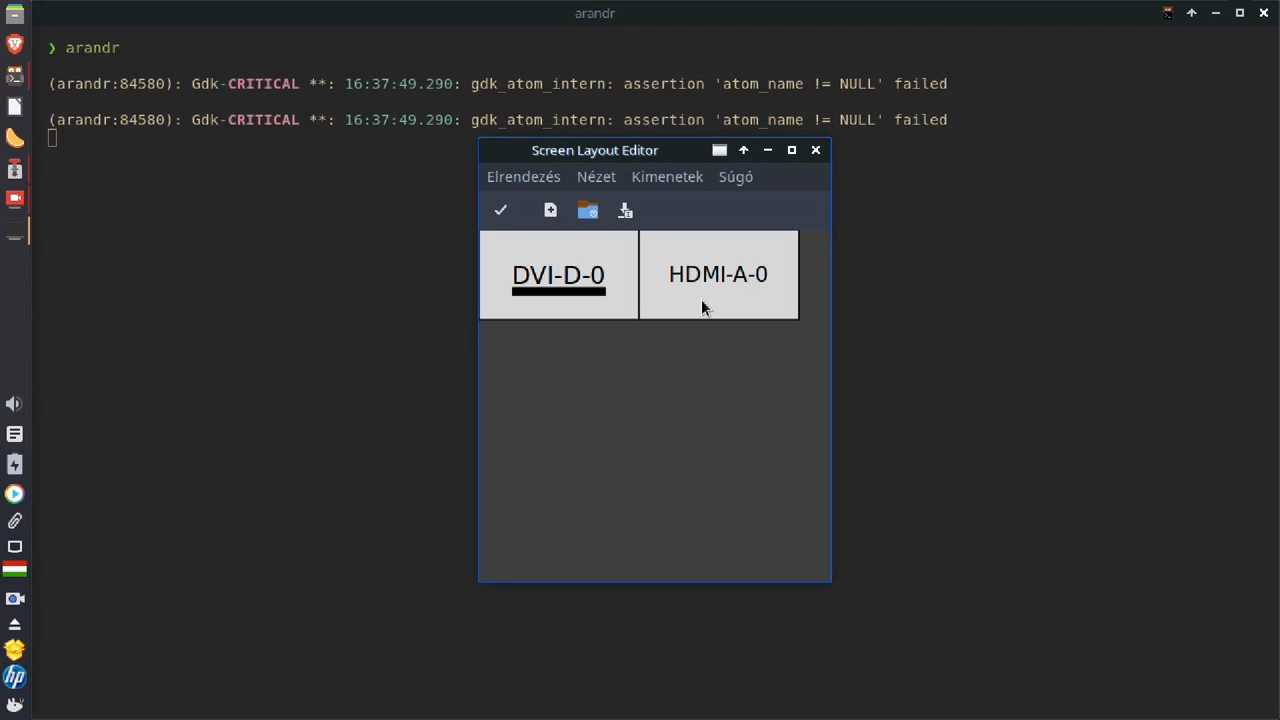 arandr
❯ arandr
(arandr:84580): Gdk-CRITICAL **: 16:37:49.290: gdk_atom_intern: assertion 'atom_name != NULL' failed
(arandr:84580): Gdk-CRITICAL **: 16:37:49.290: gdk_atom_intern: assertion 'atom_name != NULL' failed
Screen Layout Editor
Elrendezés Nézet Kimenetek Súgó
DVI-D-0 HDMI-A-0
hp